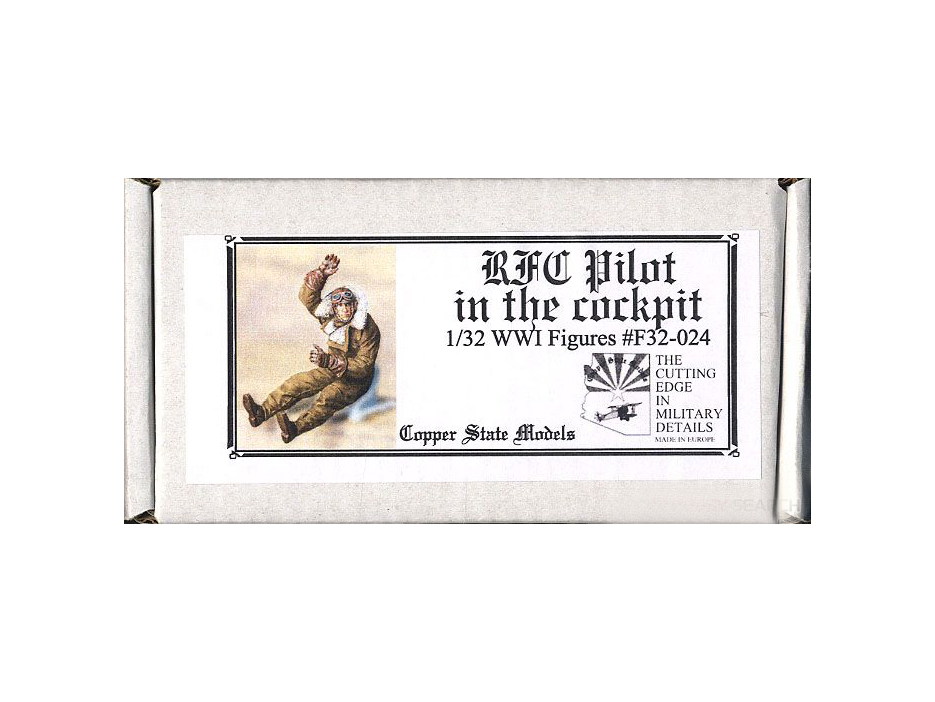 RFC Pilot
in the cockpit
1/32 WWI Figures #F32-024
THE
CUTTING
EDGE
IN
MILITARY
DETAILS
MADE IN EUROPE
Copper State Models